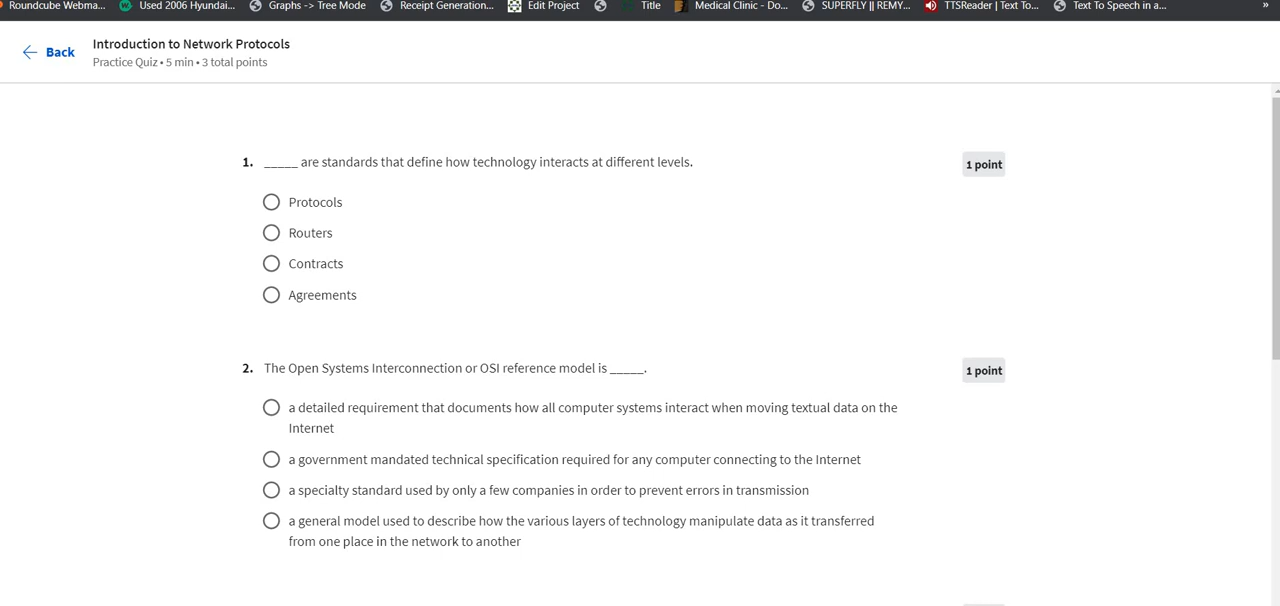 Roundcube Webma... Used 2006 Hyundai... Graphs -> Tree Mode Receipt Generation... Edit Project Title Medical Clinic - Do... SUPERFLY || REMY... TTSReader | Text To... Text To Speech in a... »
Back
Introduction to Network Protocols
Practice Quiz • 5 min • 3 total points
1. _____ are standards that define how technology interacts at different levels. 1 point
Protocols
Routers
Contracts
Agreements
2. The Open Systems Interconnection or OSI reference model is _____. 1 point
a detailed requirement that documents how all computer systems interact when moving textual data on the
Internet
a government mandated technical specification required for any computer connecting to the Internet
a specialty standard used by only a few companies in order to prevent errors in transmission
a general model used to describe how the various layers of technology manipulate data as it transferred
from one place in the network to another